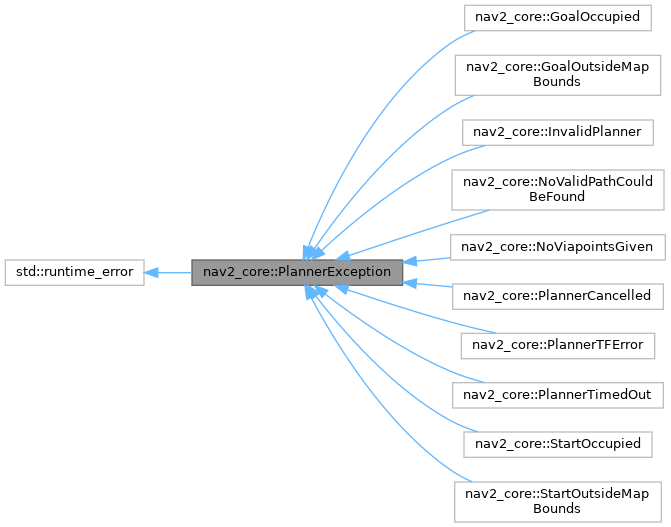 nav2_core::GoalOccupied
nav2_core::GoalOutsideMap
Bounds
nav2_core::InvalidPlanner
nav2_core::NoValidPathCould
BeFound
nav2_core::NoViapointsGiven
std::runtime_error
nav2_core::PlannerException
nav2_core::PlannerCancelled
nav2_core::PlannerTFError
nav2_core::PlannerTimedOut
nav2_core::StartOccupied
nav2_core::StartOutsideMap
Bounds